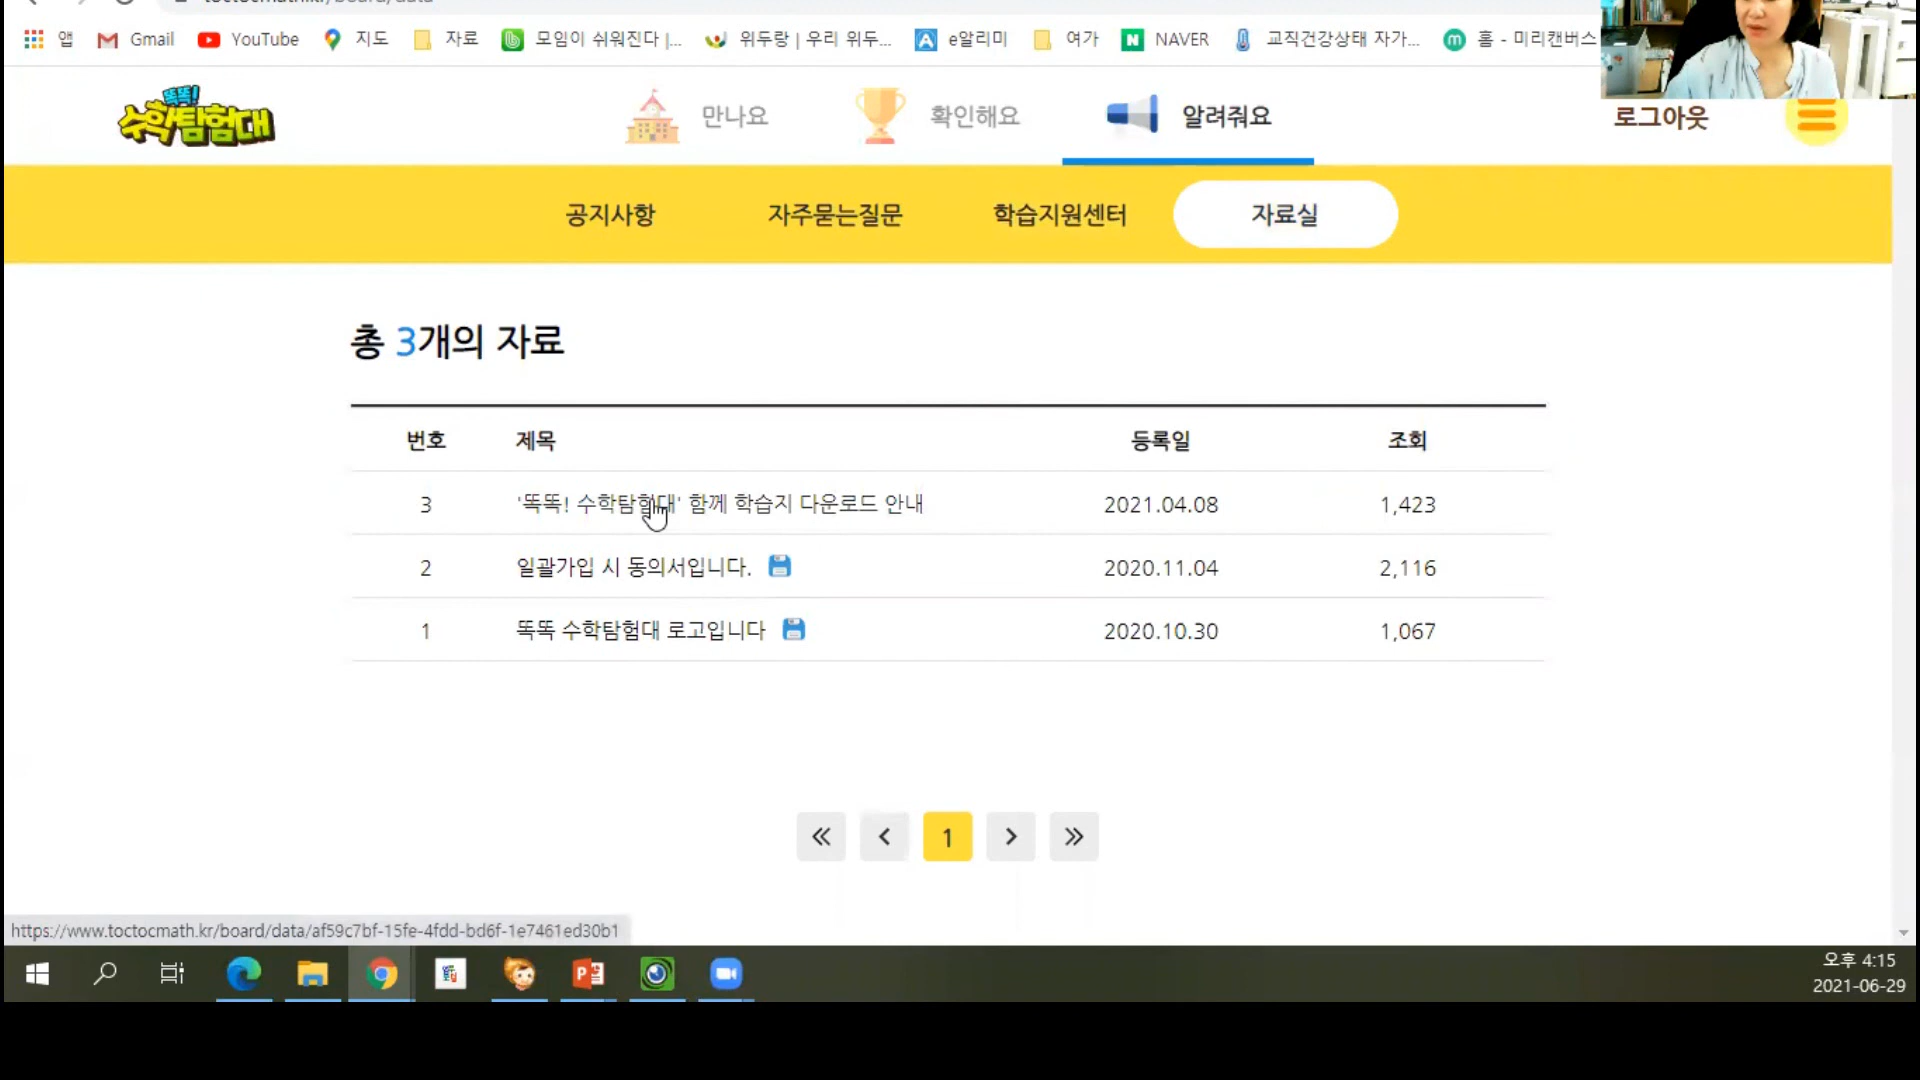 앱 Gmail YouTube 지도 자료 모임이 쉬워진다 |... 위두랑 | 우리 위두... e알리미 여가 NAVER 교직건강상태 자가... 홈 - 미리캔버스
똑똑! 수학탐험대
만나요 확인해요 알려줘요 로그아웃
공지사항 자주묻는질문 학습지원센터 자료실
총 3개의 자료
번호 제목 등록일 조회
3 '똑똑! 수학탐험대' 함께 학습지 다운로드 안내 2021.04.08 1,423
2 일괄가입 시 동의서입니다. 2020.11.04 2,116
1 똑똑 수학탐험대 로고입니다 2020.10.30 1,067
« ‹ 1 › »
https://www.toctocmath.kr/board/data/af59c7bf-15fe-4fdd-bd6f-1e7461ed30b1
오후 4:15
2021-06-29